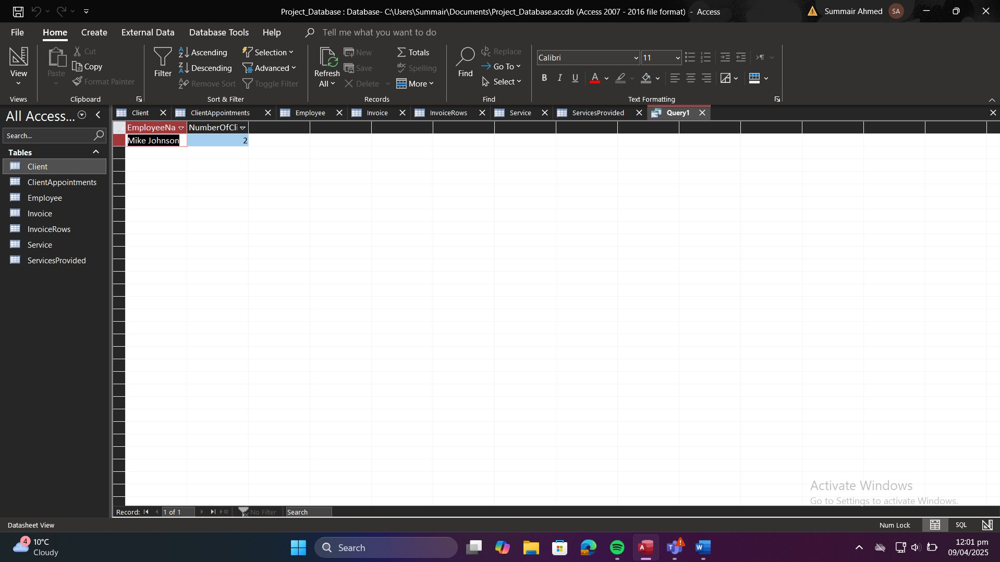 Project_Database : Database- C:\Users\Summair\Documents\Project_Database.accdb (Access 2007 - 2016 file format) - Access
Summair Ahmed
SA
File
Home
Create
External Data
Database Tools
Help
Tell me what you want to do
View
Views
Paste
Cut
Copy
Format Painter
Clipboard
Filter
Ascending
Descending
Remove Sort
Selection
Advanced
Toggle Filter
Sort & Filter
Refresh
All
New
Save
Delete
Totals
Spelling
More
Records
Find
Replace
Go To
Select
Find
Calibri
11
B
I
U
A
Text Formatting
All Access...
Search...
Tables
Client
ClientAppointments
Employee
Invoice
InvoiceRows
Service
ServicesProvided
Client
ClientAppointments
Employee
Invoice
InvoiceRows
Service
ServicesProvided
Query1
EmployeeNa
NumberOfCli
Mike Johnson
2
Activate Windows
Go to Settings to activate Windows.
Record:
1 of 1
No Filter
Search
Datasheet View
Num Lock
SQL
4
10°C
Cloudy
Search
12:01 pm
09/04/2025